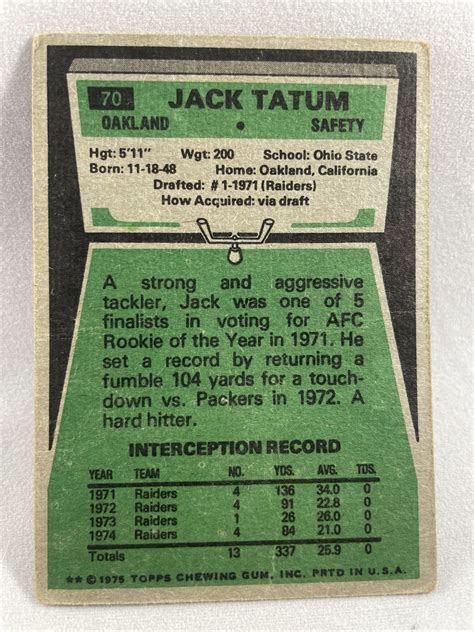 70 JACK TATUM
OAKLAND • SAFETY
Hgt: 5'11" Wgt: 200 School: Ohio State
Born: 11-18-48 Home: Oakland, California
Drafted: #1-1971 (Raiders)
How Acquired: via draft
A strong and aggressive
tackler, Jack was one of 5
finalists in voting for AFC
Rookie of the Year in 1971. He
set a record by returning a
fumble 104 yards for a touch-
down vs. Packers in 1972. A
hard hitter.
INTERCEPTION RECORD
YEAR TEAM NO. YDS. AVG. TDS.
1971 Raiders 4 136 34.0 0
1972 Raiders 4 91 22.8 0
1973 Raiders 1 26 26.0 0
1974 Raiders 4 84 21.0 0
Totals 13 337 25.9 0
** © 1975 TOPPS CHEWING GUM, INC. PRTD IN U.S.A.